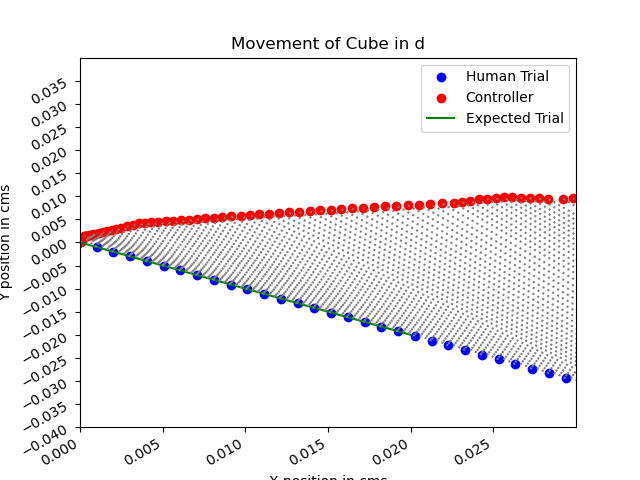 Movement of Cube in d
Human Trial
Controller
Expected Trial
Y position in cms
0.035
0.030
0.025
0.020
0.015
0.010
0.005
0.000
−0.005
−0.010
−0.015
−0.020
−0.025
−0.030
−0.035
−0.040
0.000 0.005 0.010 0.015 0.020 0.025
X position in cms